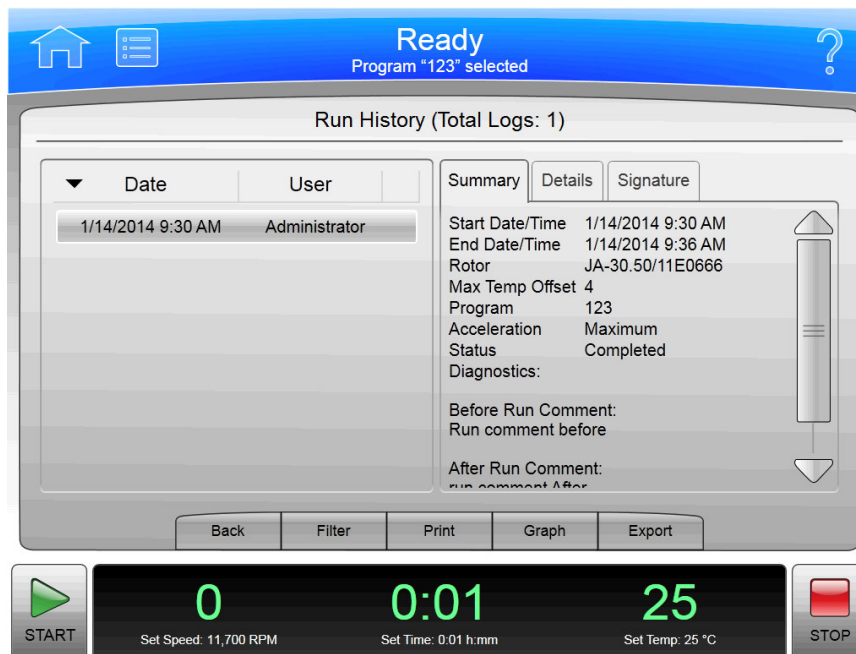 Ready
Program “123” selected
Run History (Total Logs: 1)
Date User
1/14/2014 9:30 AM Administrator
Summary Details Signature
Start Date/Time 1/14/2014 9:30 AM
End Date/Time 1/14/2014 9:36 AM
Rotor JA-30.50/11E0666
Max Temp Offset 4
Program 123
Acceleration Maximum
Status Completed
Diagnostics:
Before Run Comment:
Run comment before
After Run Comment:
run comment After
Back Filter Print Graph Export
START
0
Set Speed: 11,700 RPM
0:01
Set Time: 0:01 h:mm
25
Set Temp: 25 °C
STOP